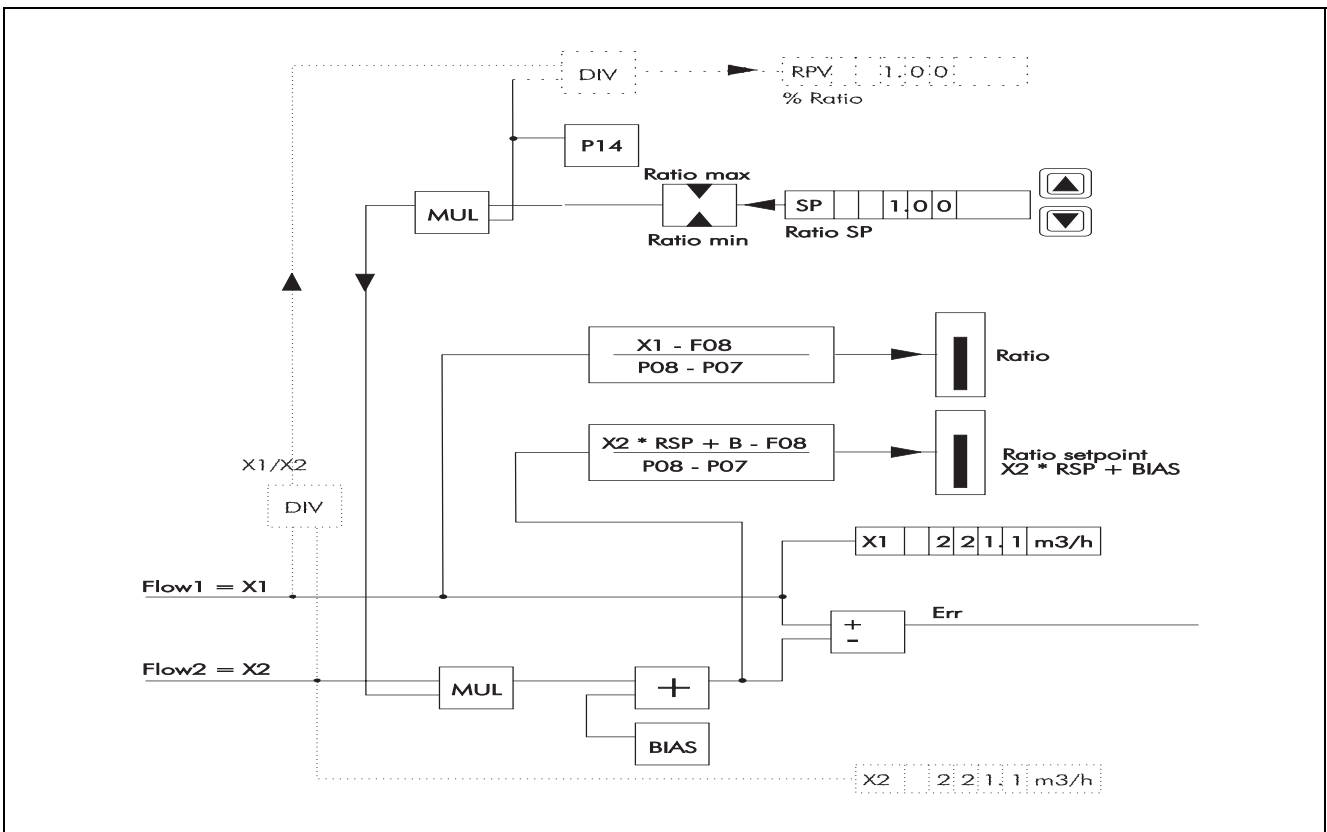 DIV
RPV 1.00
% Ratio
P14
Ratio max
MUL
SP 1.00
Ratio min
Ratio SP
X1 - F08
P08 - P07
Ratio
X2 * RSP + B - F08
P08 - P07
Ratio setpoint
X2 * RSP + BIAS
X1/X2
DIV
X1 221.1 m3/h
Flow1 = X1
Err
+
-
Flow2 = X2
MUL
+
BIAS
X2 221.1 m3/h